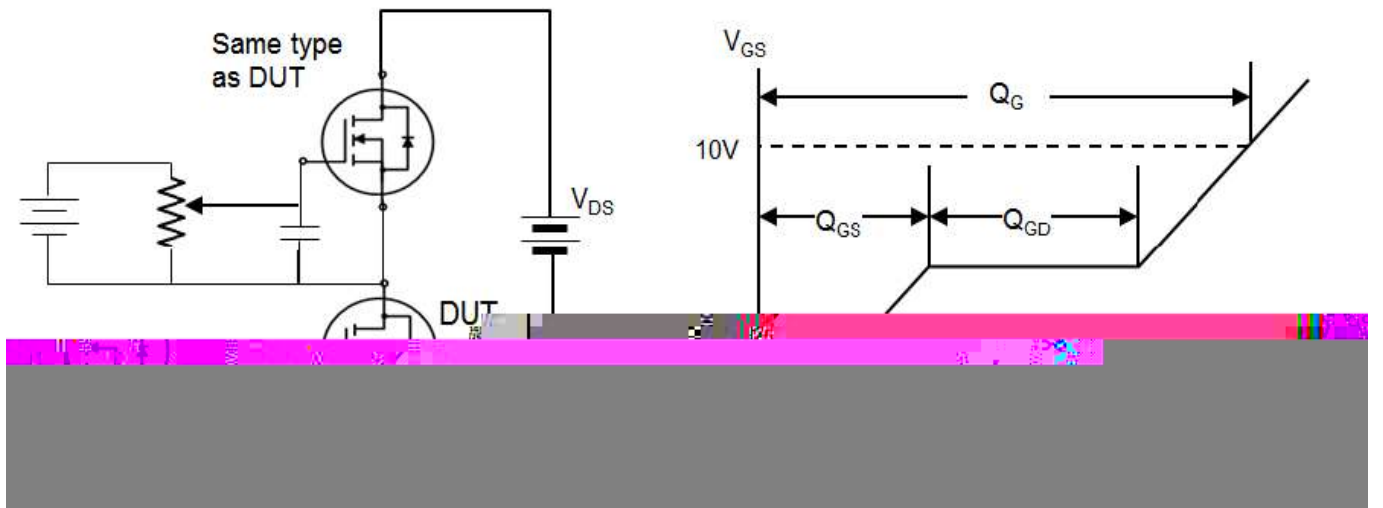 Same type
as DUT
V_DS
DUT
V_GS
Q_G
10V
Q_GS
Q_GD